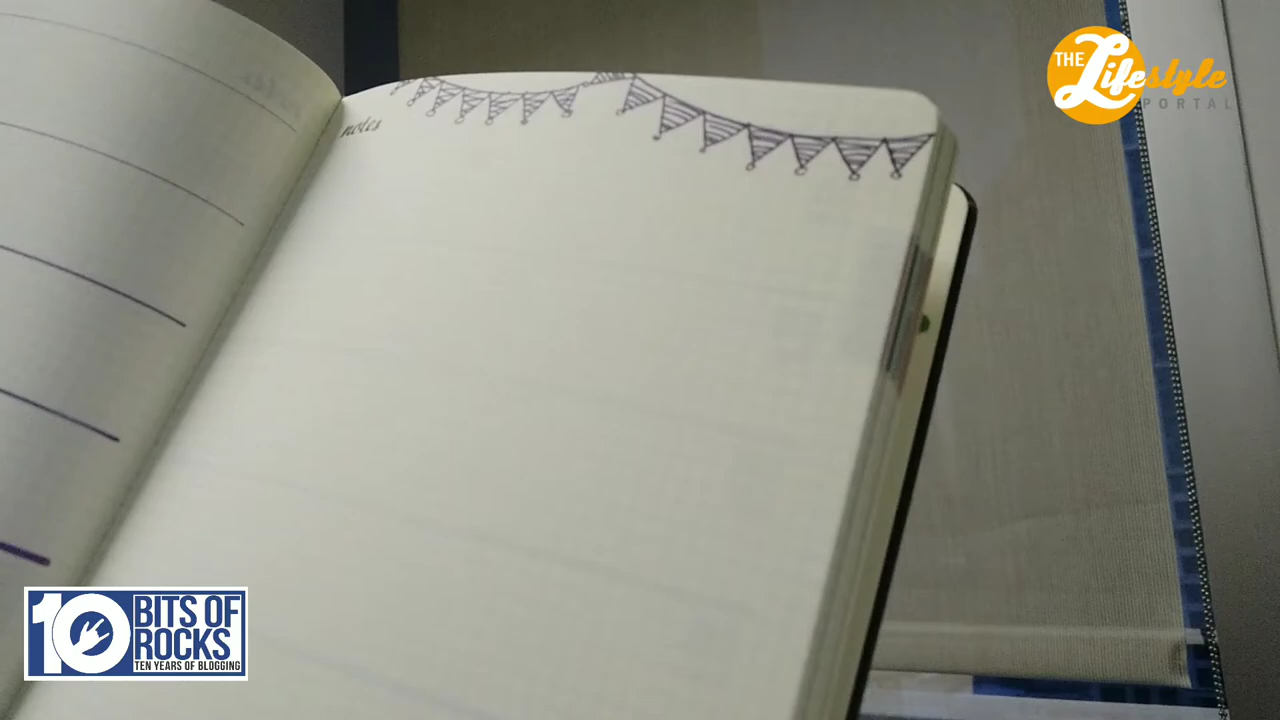 THE
Lifestyle
PORTAL
notes
10
BITS OF
ROCKS
TEN YEARS OF BLOGGING